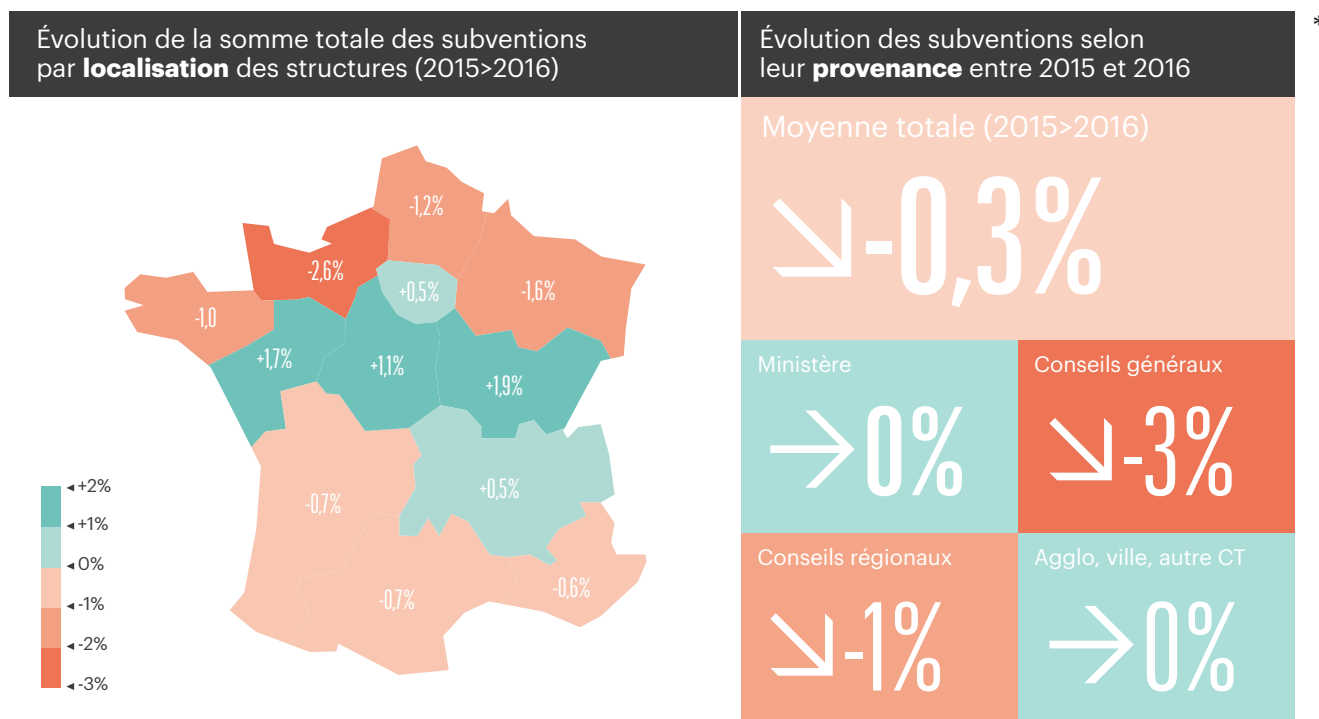 Évolution de la somme totale des subventions
par localisation des structures (2015>2016)
-1,2%
-2,6%
+0,5%
-1,6%
-1,0
+1,7%
+1,1%
+1,9%
-0,7%
+0,5%
-0,7%
-0,6%
◄ +2%
◄ +1%
◄ 0%
◄ -1%
◄ -2%
◄ -3%
Évolution des subventions selon
leur provenance entre 2015 et 2016
*
Moyenne totale (2015>2016)
-0,3%
Ministère
0%
Conseils généraux
-3%
Conseils régionaux
-1%
Agglo, ville, autre CT
0%